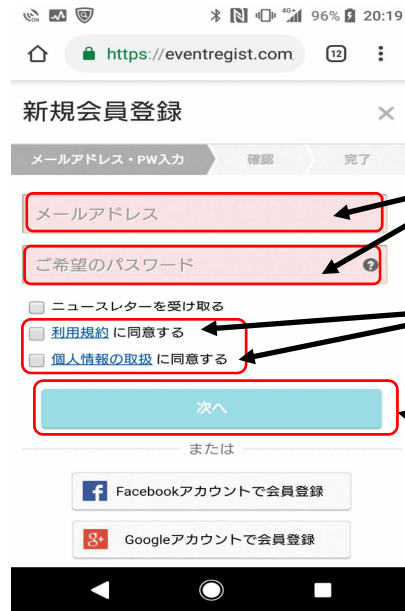 4G+ 96% 20:19
https://eventregist.com 12
新規会員登録
メールアドレス・PW入力 確認 完了
メールアドレス
ご希望のパスワード ?
ニュースレターを受け取る
利用規約 に同意する
個人情報の取扱 に同意する
次へ
または
f Facebookアカウントで会員登録
8+ Googleアカウントで会員登録